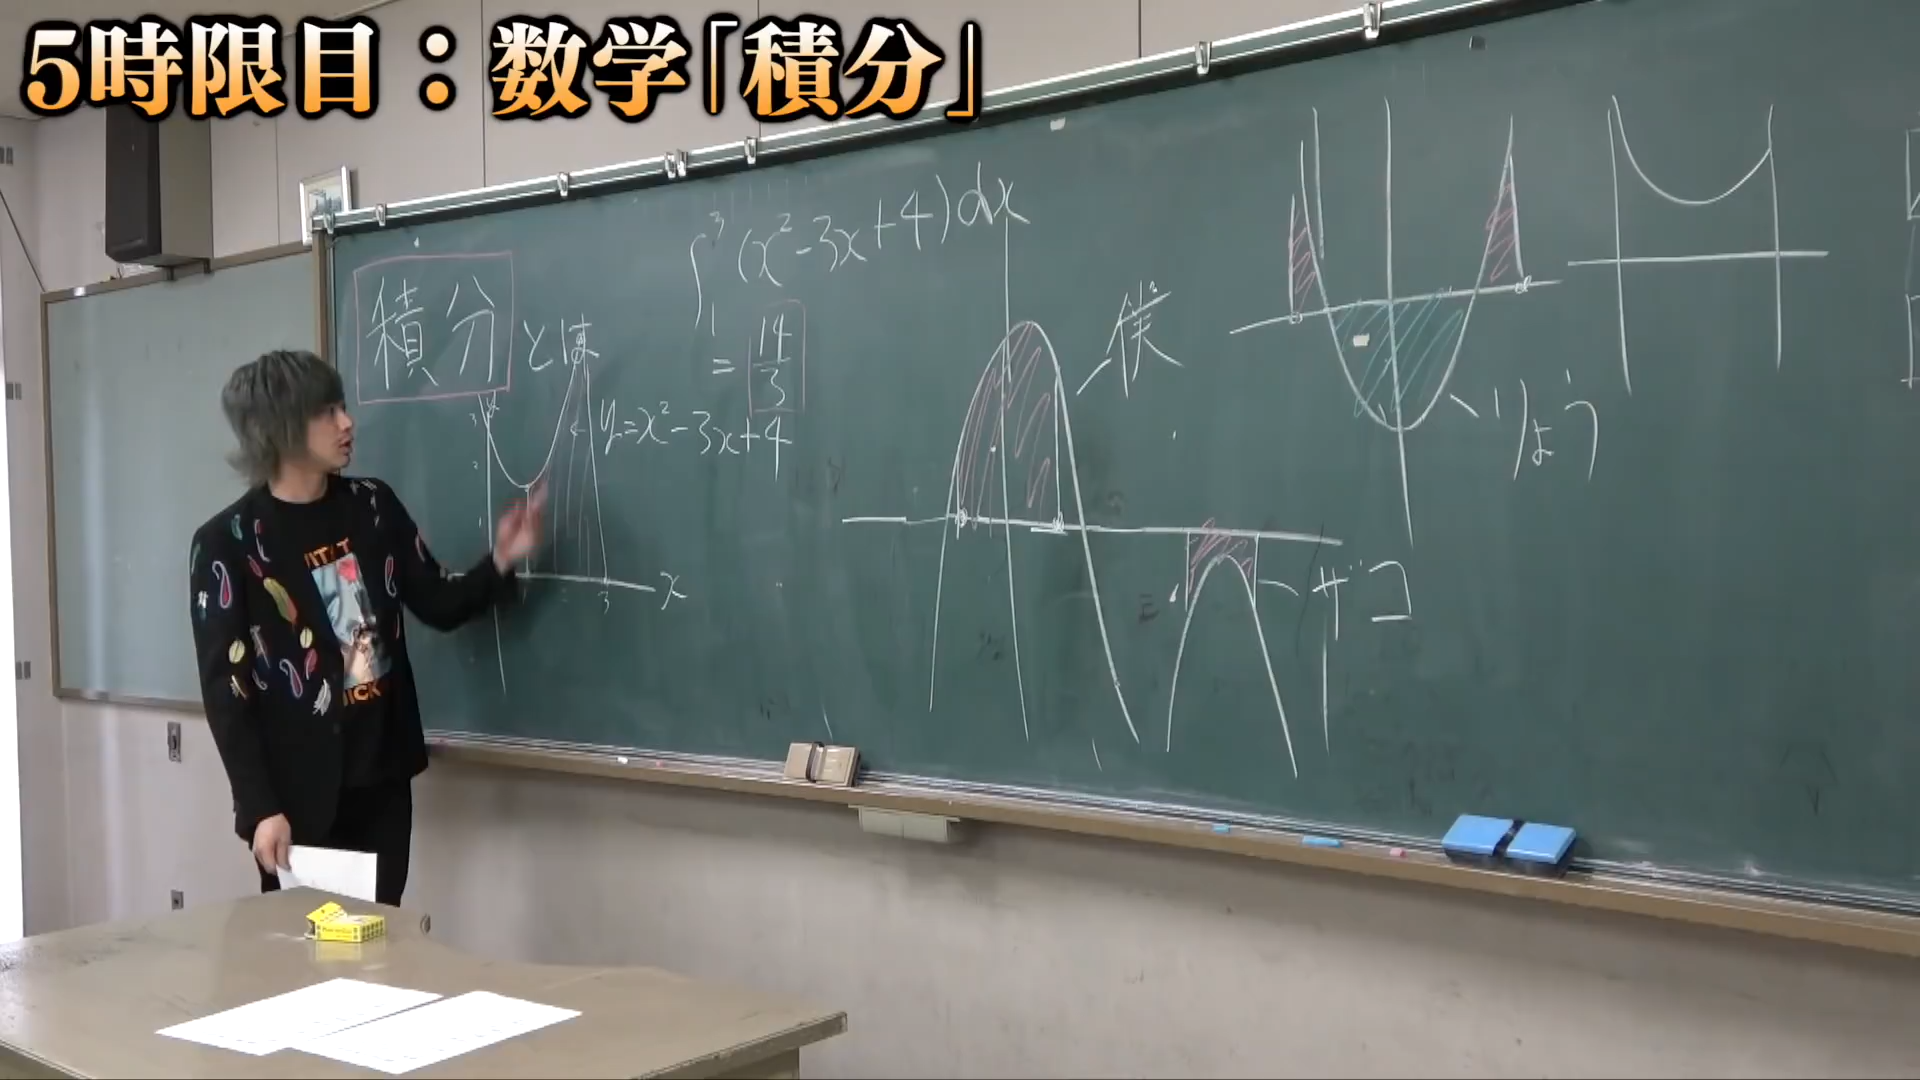 5時限目：数学「積分」
積分とは
∫₁³(x²-3x+4)dx
=14/3
y=x²-3x+4
x
3
僕
りょう
ザコ